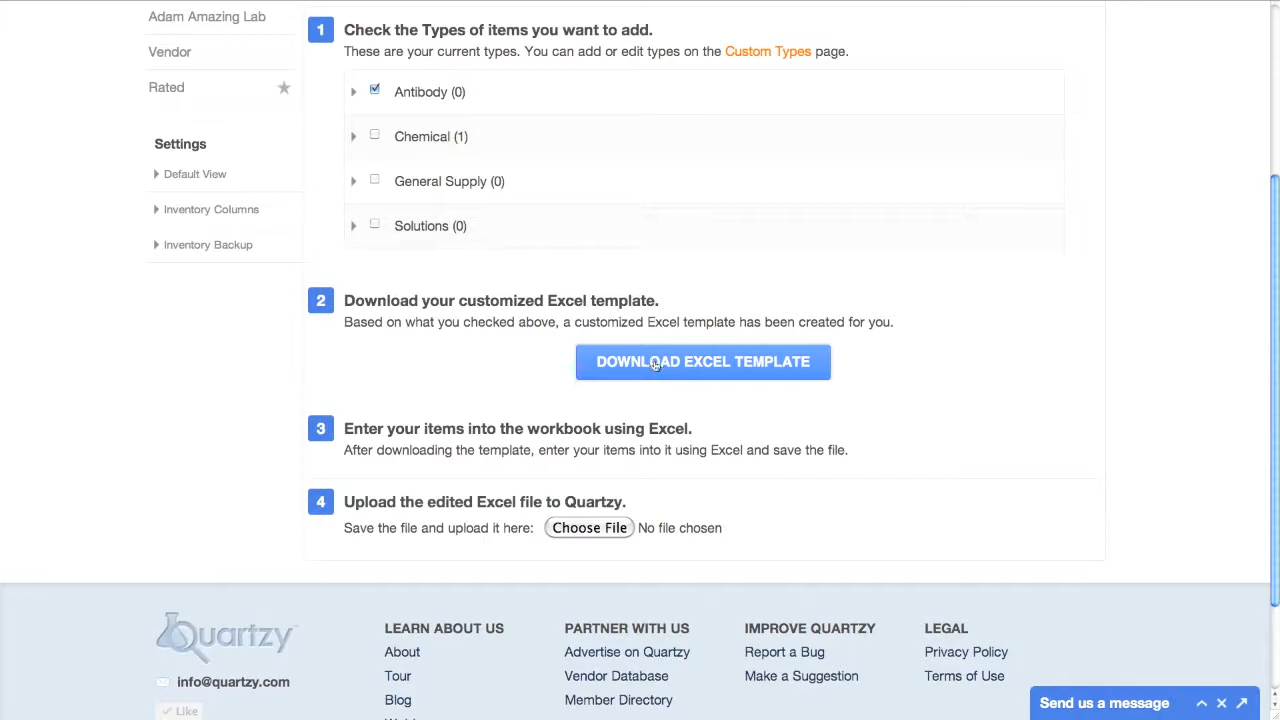 Adam Amazing Lab
Vendor
Rated
Settings
Default View
Inventory Columns
Inventory Backup
1 Check the Types of items you want to add.
These are your current types. You can add or edit types on the Custom Types page.
Antibody (0)
Chemical (1)
General Supply (0)
Solutions (0)
2 Download your customized Excel template.
Based on what you checked above, a customized Excel template has been created for you.
DOWNLOAD EXCEL TEMPLATE
3 Enter your items into the workbook using Excel.
After downloading the template, enter your items into it using Excel and save the file.
4 Upload the edited Excel file to Quartzy.
Save the file and upload it here: Choose File No file chosen
Quartzy
info@quartzy.com
Like
LEARN ABOUT US
About
Tour
Blog
PARTNER WITH US
Advertise on Quartzy
Vendor Database
Member Directory
IMPROVE QUARTZY
Report a Bug
Make a Suggestion
LEGAL
Privacy Policy
Terms of Use
Send us a message